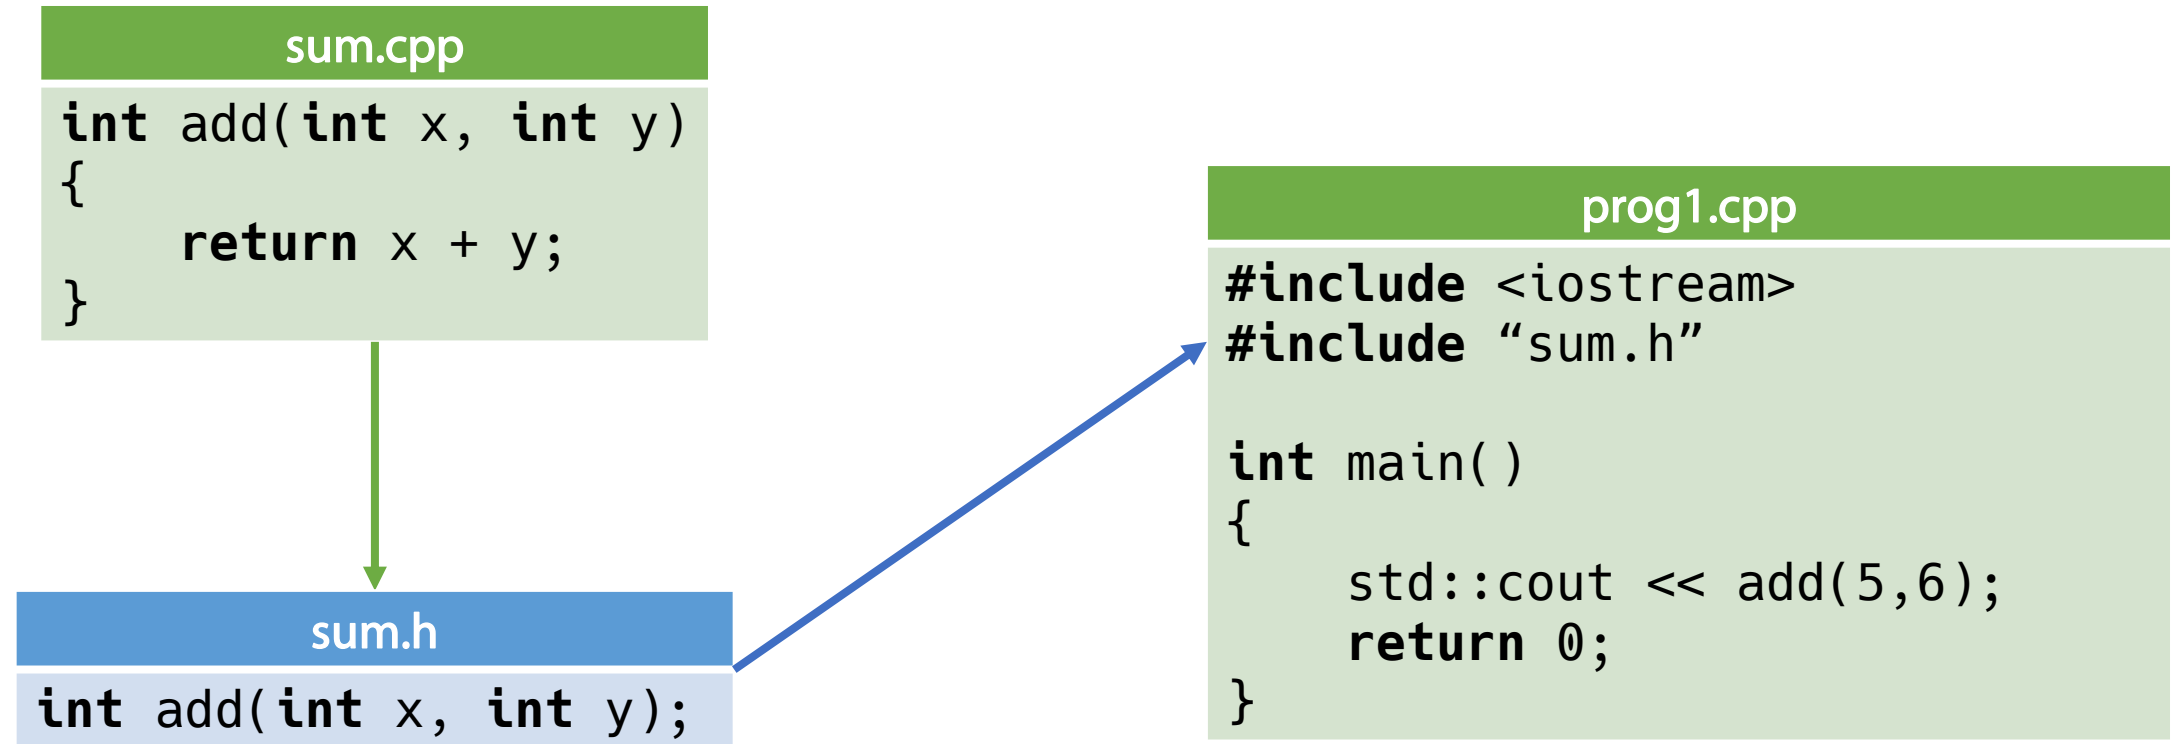 sum.cpp
int add(int x, int y)
{
    return x + y;
}
sum.h
int add(int x, int y);
prog1.cpp
#include <iostream>
#include “sum.h”
int main()
{
    std::cout << add(5,6);
    return 0;
}